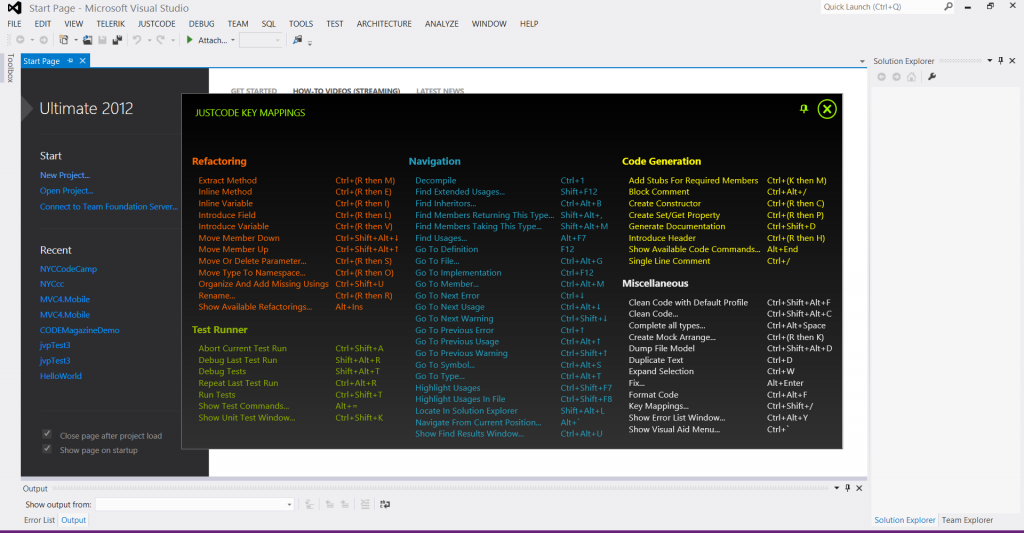 Start Page - Microsoft Visual Studio
Quick Launch (Ctrl+Q)
FILE EDIT VIEW TELERIK JUSTCODE DEBUG TEAM SQL TOOLS TEST ARCHITECTURE ANALYZE WINDOW HELP
Attach...
Toolbox
Start Page
Solution Explorer
GET STARTED HOW-TO VIDEOS (STREAMING) LATEST NEWS
Ultimate 2012
Start
New Project...
Open Project...
Connect to Team Foundation Server...
Recent
NYCCodeCamp
NYCcc
MVC4.Mobile
MVC4.Mobile
CODEMagazineDemo
jvpTest3
jvpTest3
HelloWorld
Close page after project load
Show page on startup
JUSTCODE KEY MAPPINGS
Refactoring
Extract Method Ctrl+(R then M)
Inline Method Ctrl+(R then E)
Inline Variable Ctrl+(R then I)
Introduce Field Ctrl+(R then L)
Introduce Variable Ctrl+(R then V)
Move Member Down Ctrl+Shift+Alt+↓
Move Member Up Ctrl+Shift+Alt+↑
Move Or Delete Parameter... Ctrl+(R then S)
Move Type To Namespace... Ctrl+(R then O)
Organize And Add Missing Usings Ctrl+Shift+U
Rename... Ctrl+(R then R)
Show Available Refactorings... Alt+Ins
Test Runner
Abort Current Test Run Ctrl+Shift+A
Debug Last Test Run Shift+Alt+R
Debug Tests Shift+Alt+T
Repeat Last Test Run Ctrl+Alt+R
Run Tests Ctrl+Shift+T
Show Test Commands... Alt+=
Show Unit Test Window... Ctrl+Shift+K
Navigation
Decompile Ctrl+1
Find Extended Usages... Shift+F12
Find Inheritors... Ctrl+Alt+B
Find Members Returning This Type... Shift+Alt+,
Find Members Taking This Type... Shift+Alt+M
Find Usages... Alt+F7
Go To Definition F12
Go To File... Ctrl+Alt+G
Go To Implementation Ctrl+F12
Go To Member... Ctrl+Alt+M
Go To Next Error Ctrl+↓
Go To Next Usage Ctrl+Alt+↓
Go To Next Warning Ctrl+Shift+↓
Go To Previous Error Ctrl+↑
Go To Previous Usage Ctrl+Alt+↑
Go To Previous Warning Ctrl+Shift+↑
Go To Symbol... Ctrl+Alt+S
Go To Type... Ctrl+Alt+T
Highlight Usages Ctrl+Shift+F7
Highlight Usages In File Ctrl+Shift+F8
Locate In Solution Explorer Shift+Alt+L
Navigate From Current Position... Alt+`
Show Find Results Window... Ctrl+Alt+U
Code Generation
Add Stubs For Required Members Ctrl+(K then M)
Block Comment Ctrl+Alt+/
Create Constructor Ctrl+(R then C)
Create Set/Get Property Ctrl+(R then P)
Generate Documentation Ctrl+Shift+D
Introduce Header Ctrl+(R then H)
Show Available Code Commands... Alt+End
Single Line Comment Ctrl+/
Miscellaneous
Clean Code with Default Profile Ctrl+Shift+Alt+F
Clean Code... Ctrl+Shift+Alt+C
Complete all types... Ctrl+Alt+Space
Create Mock Arrange... Ctrl+(R then K)
Dump File Model Ctrl+Shift+Alt+D
Duplicate Text Ctrl+D
Expand Selection Ctrl+W
Fix... Alt+Enter
Format Code Ctrl+Alt+F
Key Mappings... Ctrl+Shift+/
Show Error List Window... Ctrl+Alt+Y
Show Visual Aid Menu... Ctrl+`
Output
Show output from:
Error List Output
Solution Explorer Team Explorer